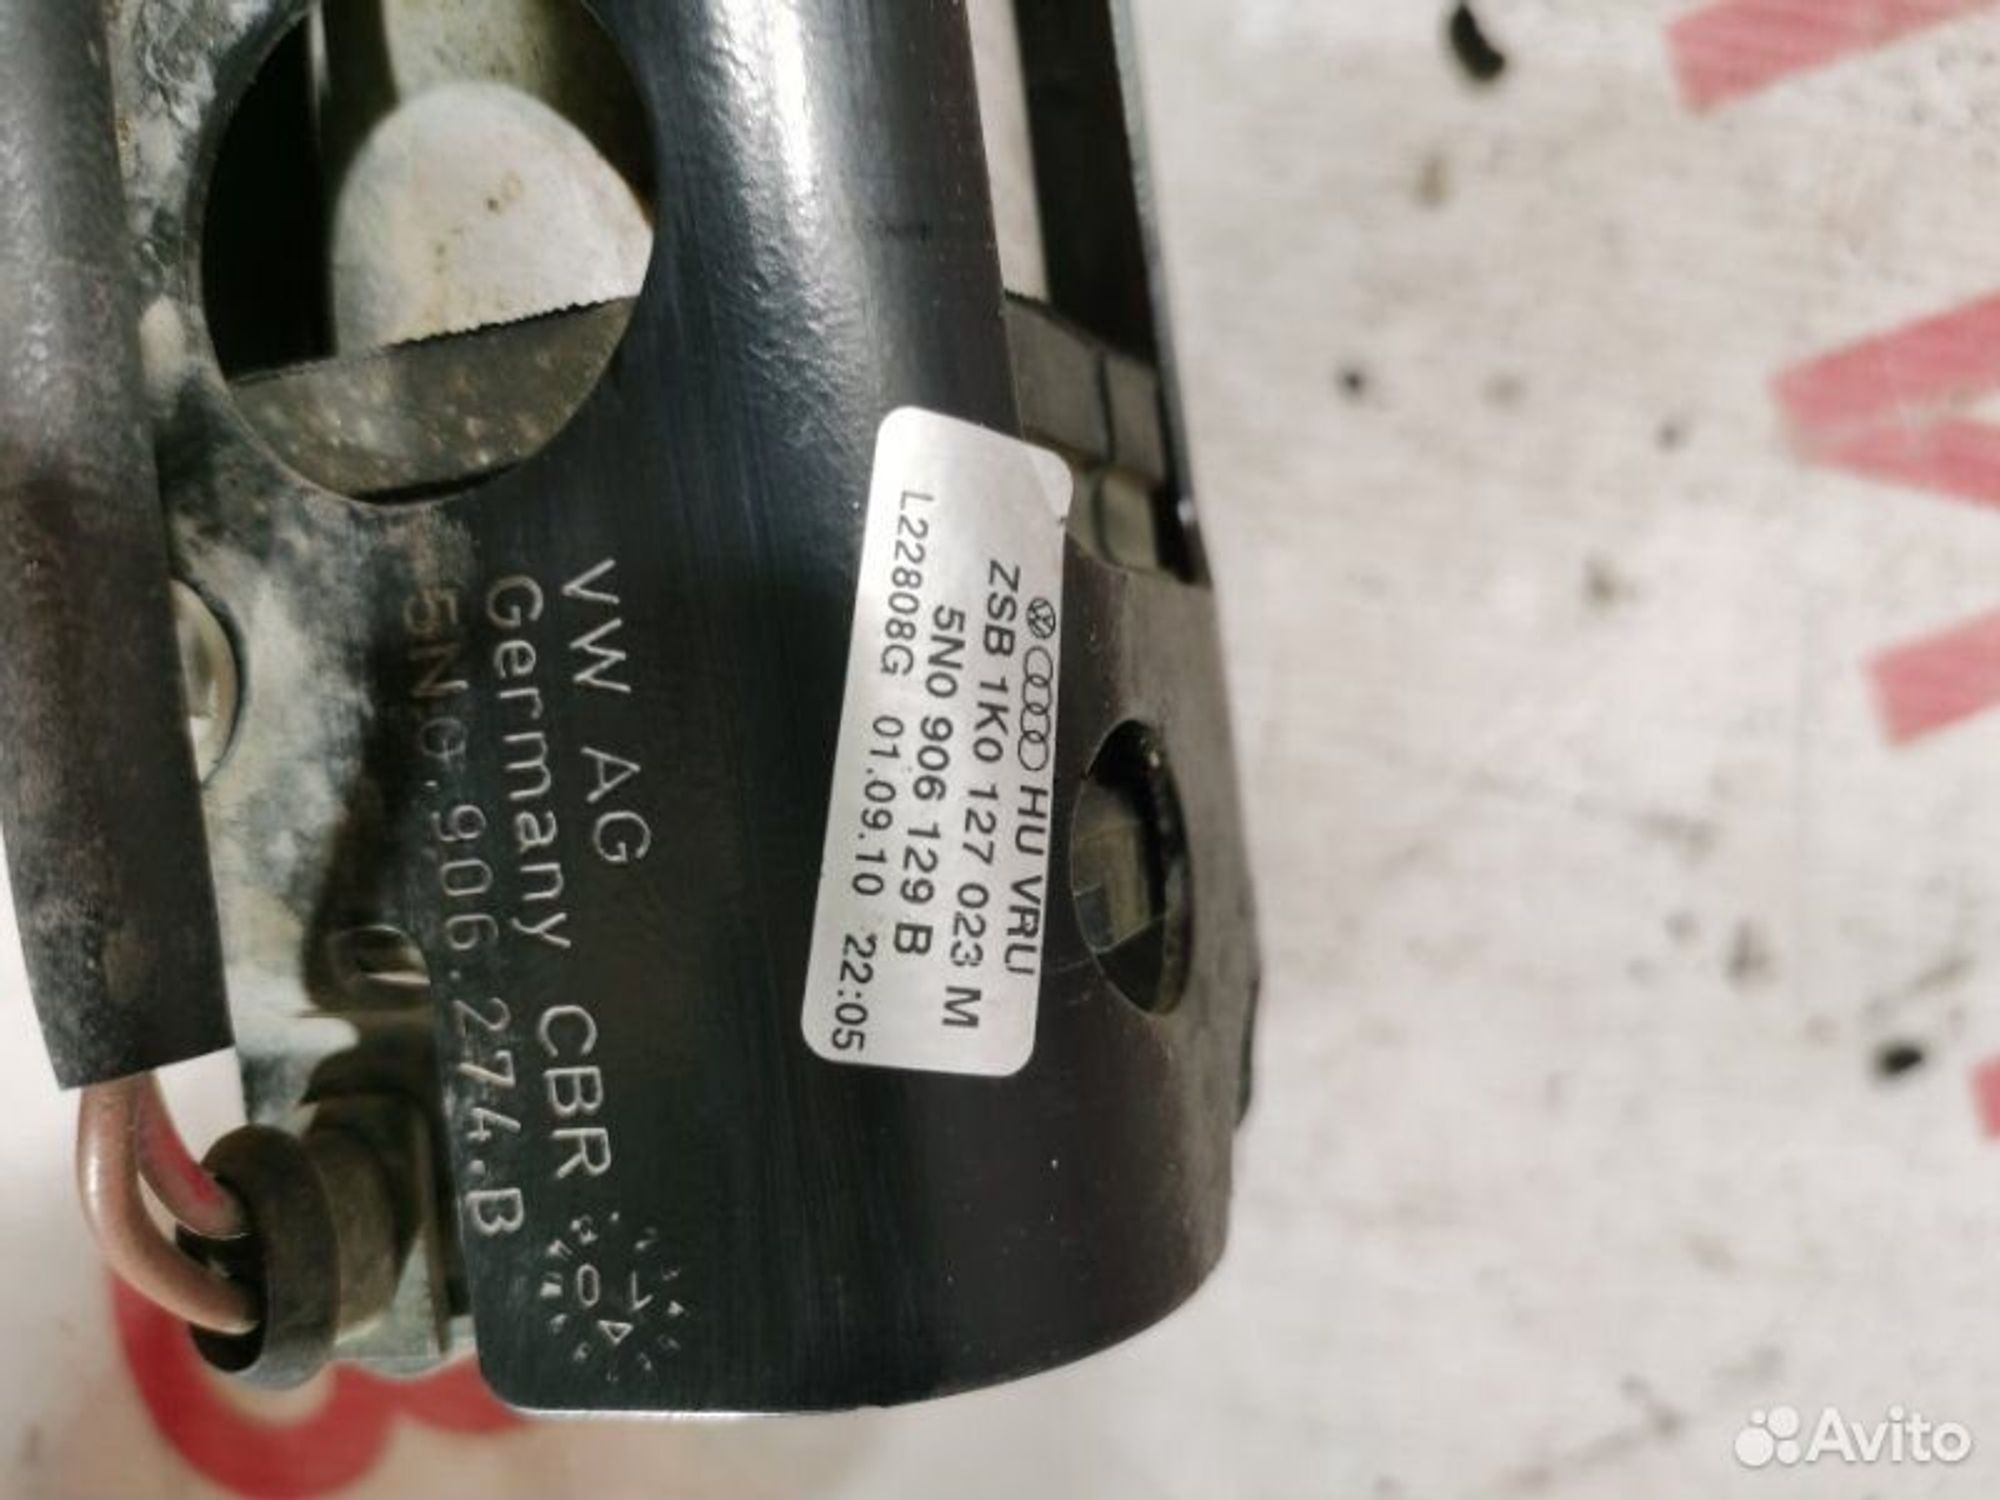 HU VRU
ZSB 1K0 127 023 M
5N0 906 129 B
L22808G 01.09.10 22:05
VW AG
Germany CBR
5N0.906.274.B
Avito